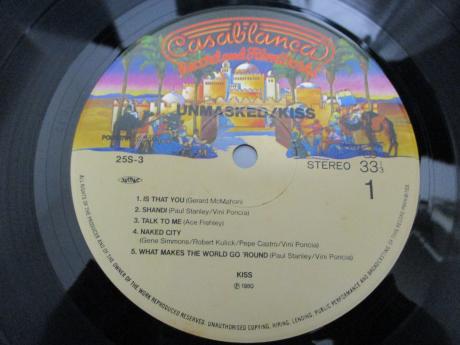 Casablanca
Record and FilmWorks
UNMASKED/KISS
25S-3
STEREO 33⅓
1
1. IS THAT YOU (Gerard McMahon)
2. SHANDI (Paul Stanley/Vini Poncia)
3. TALK TO ME (Ace Frehley)
4. NAKED CITY
(Gene Simmons/Robert Kulick/Pepe Castro/Vini Poncia)
5. WHAT MAKES THE WORLD GO 'ROUND (Paul Stanley/Vini Poncia)
KISS
℗ 1980
ALL RIGHTS OF THE PRODUCER AND OF THE OWNER OF THE WORK REPRODUCED RESERVED. UNAUTHORISED COPYING, HIRING, LENDING, PUBLIC PERFORMANCE AND BROADCASTING OF THIS RECORD PROHIBITED.